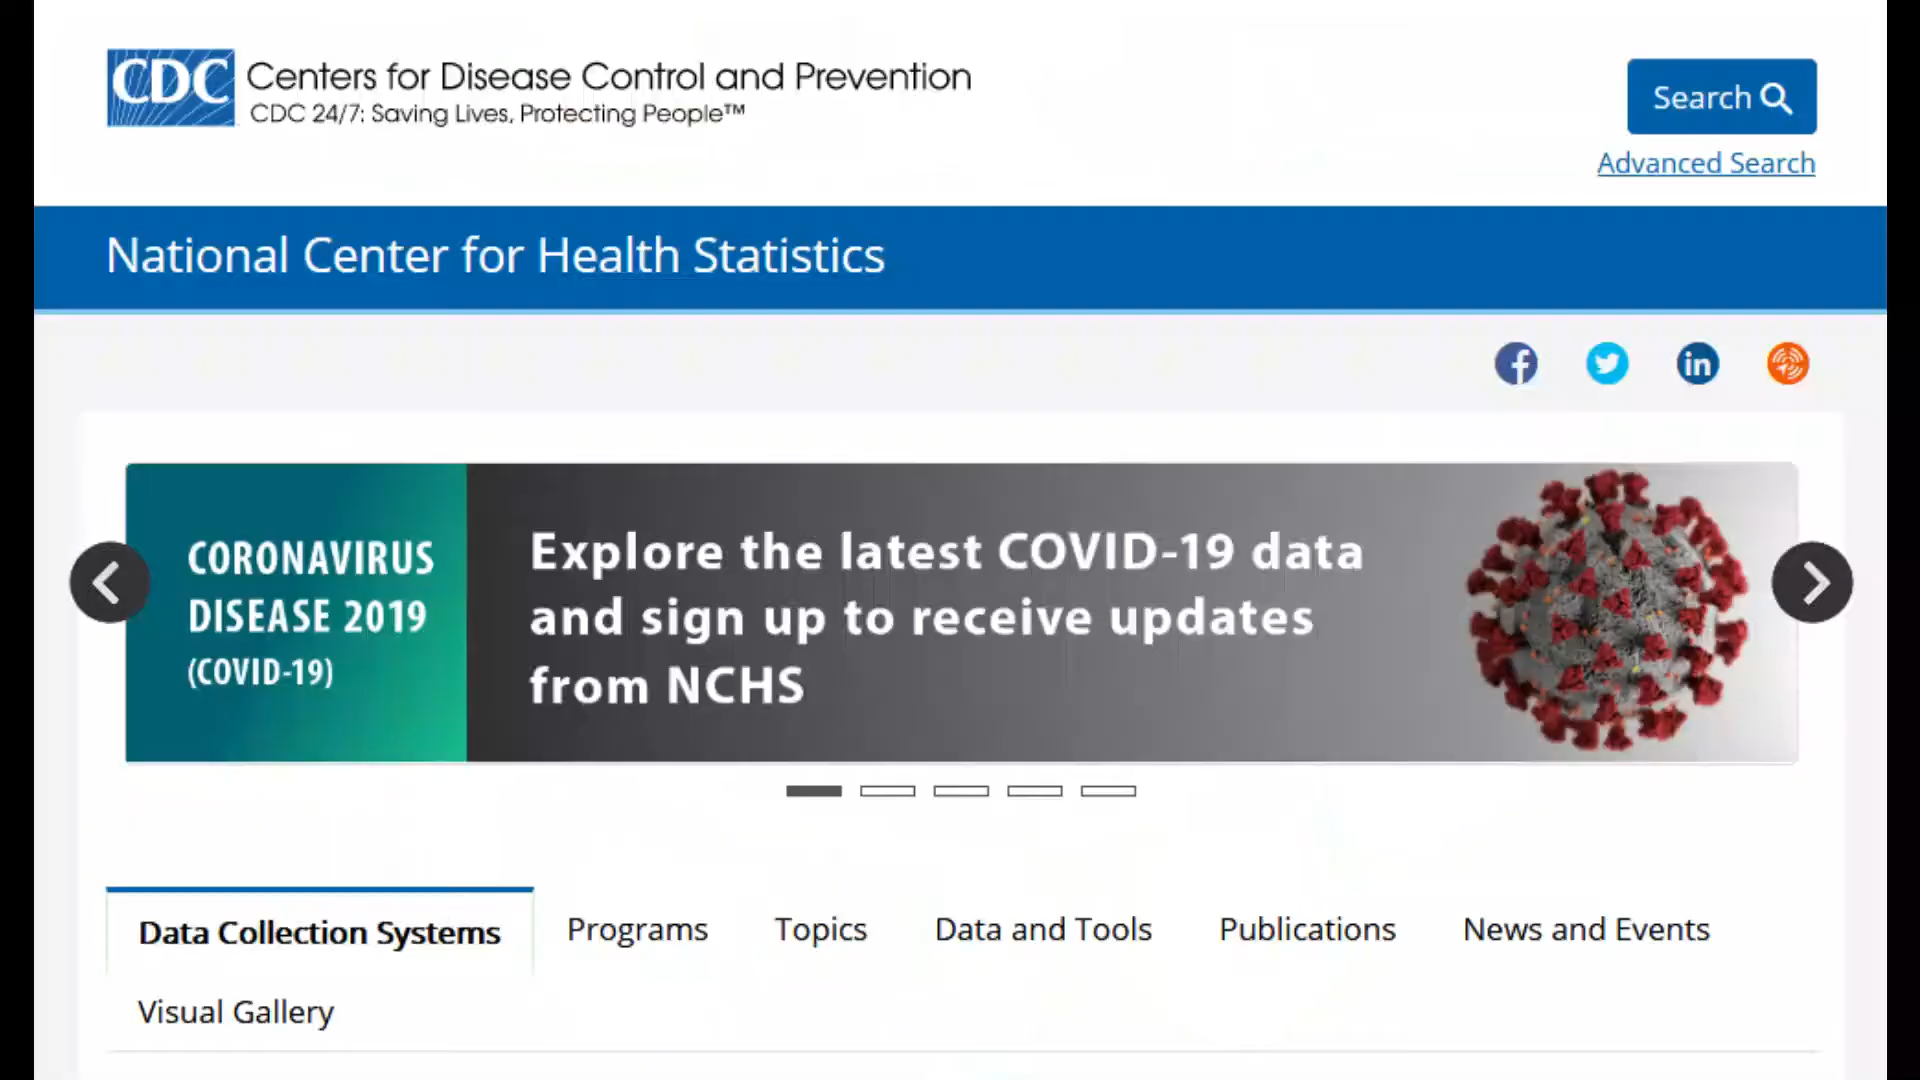 CDC Centers for Disease Control and Prevention
CDC 24/7: Saving Lives, Protecting People™
Search
Advanced Search
National Center for Health Statistics
CORONAVIRUS
DISEASE 2019
(COVID-19)
Explore the latest COVID-19 data
and sign up to receive updates
from NCHS
Data Collection Systems Programs Topics Data and Tools Publications News and Events
Visual Gallery